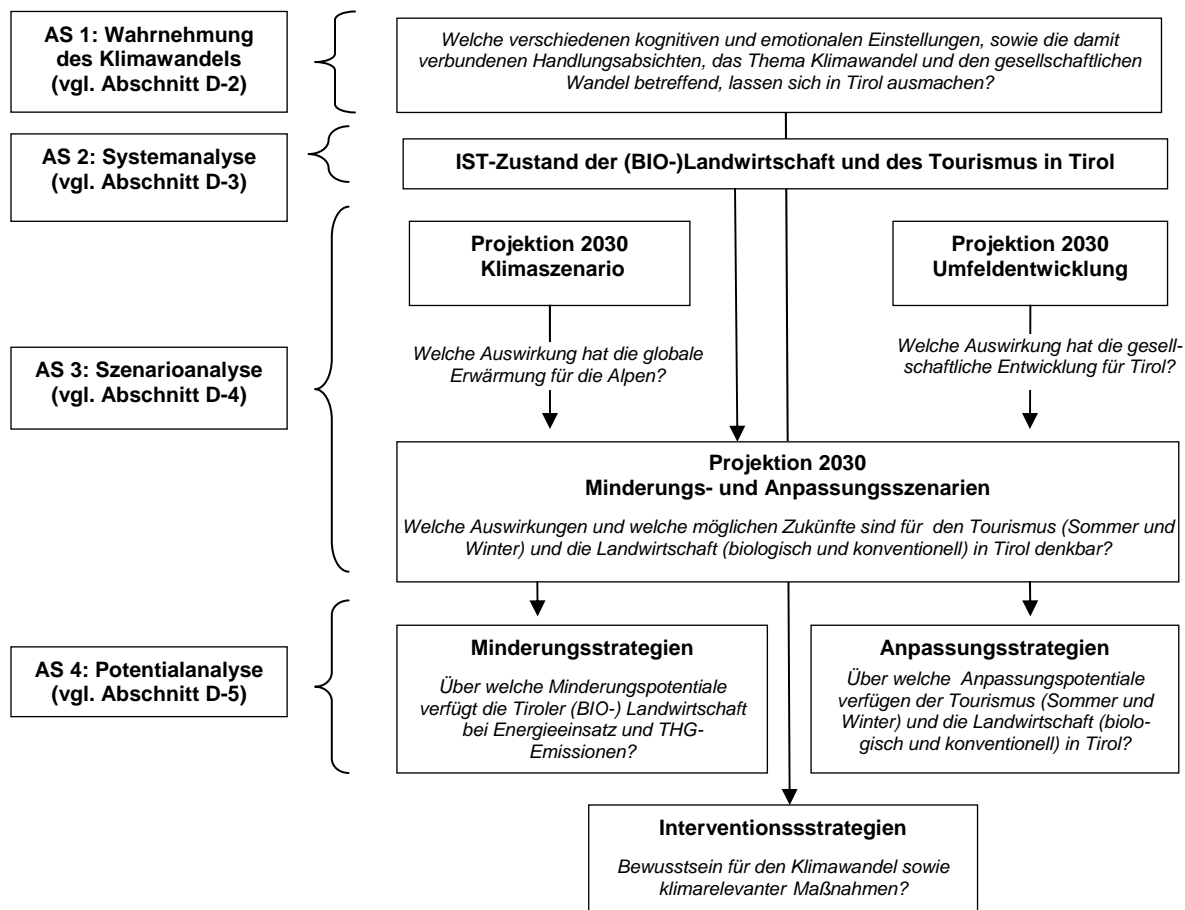 AS 1: Wahrnehmung
des Klimawandels
(vgl. Abschnitt D-2)
Welche verschiedenen kognitiven und emotionalen Einstellungen, sowie die damit
verbundenen Handlungsabsichten, das Thema Klimawandel und den gesellschaftlichen
Wandel betreffend, lassen sich in Tirol ausmachen?
AS 2: Systemanalyse
(vgl. Abschnitt D-3)
IST-Zustand der (BIO-)Landwirtschaft und des Tourismus in Tirol
AS 3: Szenarioanalyse
(vgl. Abschnitt D-4)
Projektion 2030
Klimaszenario
Projektion 2030
Umfeldentwicklung
Welche Auswirkung hat die globale
Erwärmung für die Alpen?
Welche Auswirkung hat die gesell-
schaftliche Entwicklung für Tirol?
Projektion 2030
Minderungs- und Anpassungsszenarien
Welche Auswirkungen und welche möglichen Zukünfte sind für den Tourismus (Sommer und
Winter) und die Landwirtschaft (biologisch und konventionell) in Tirol denkbar?
AS 4: Potentialanalyse
(vgl. Abschnitt D-5)
Minderungsstrategien
Über welche Minderungspotentiale
verfügt die Tiroler (BIO-) Landwirtschaft
bei Energieeinsatz und THG-
Emissionen?
Anpassungsstrategien
Über welche Anpassungspotentiale
verfügen der Tourismus (Sommer und
Winter) und die Landwirtschaft (biolo-
gisch und konventionell) in Tirol?
Interventionssstrategien
Bewusstsein für den Klimawandel sowie
klimarelevanter Maßnahmen?